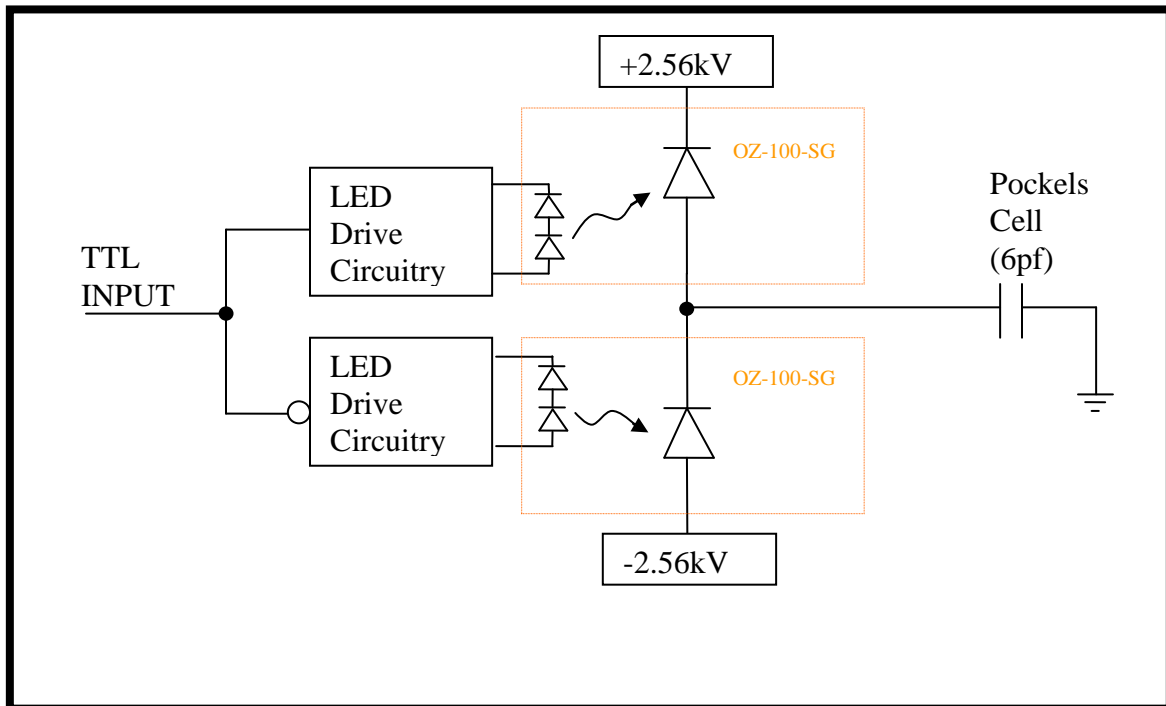 +2.56kV
OZ-100-SG
LED
Drive
Circuitry
Pockels
Cell
(6pf)
TTL
INPUT
LED
Drive
Circuitry
OZ-100-SG
-2.56kV